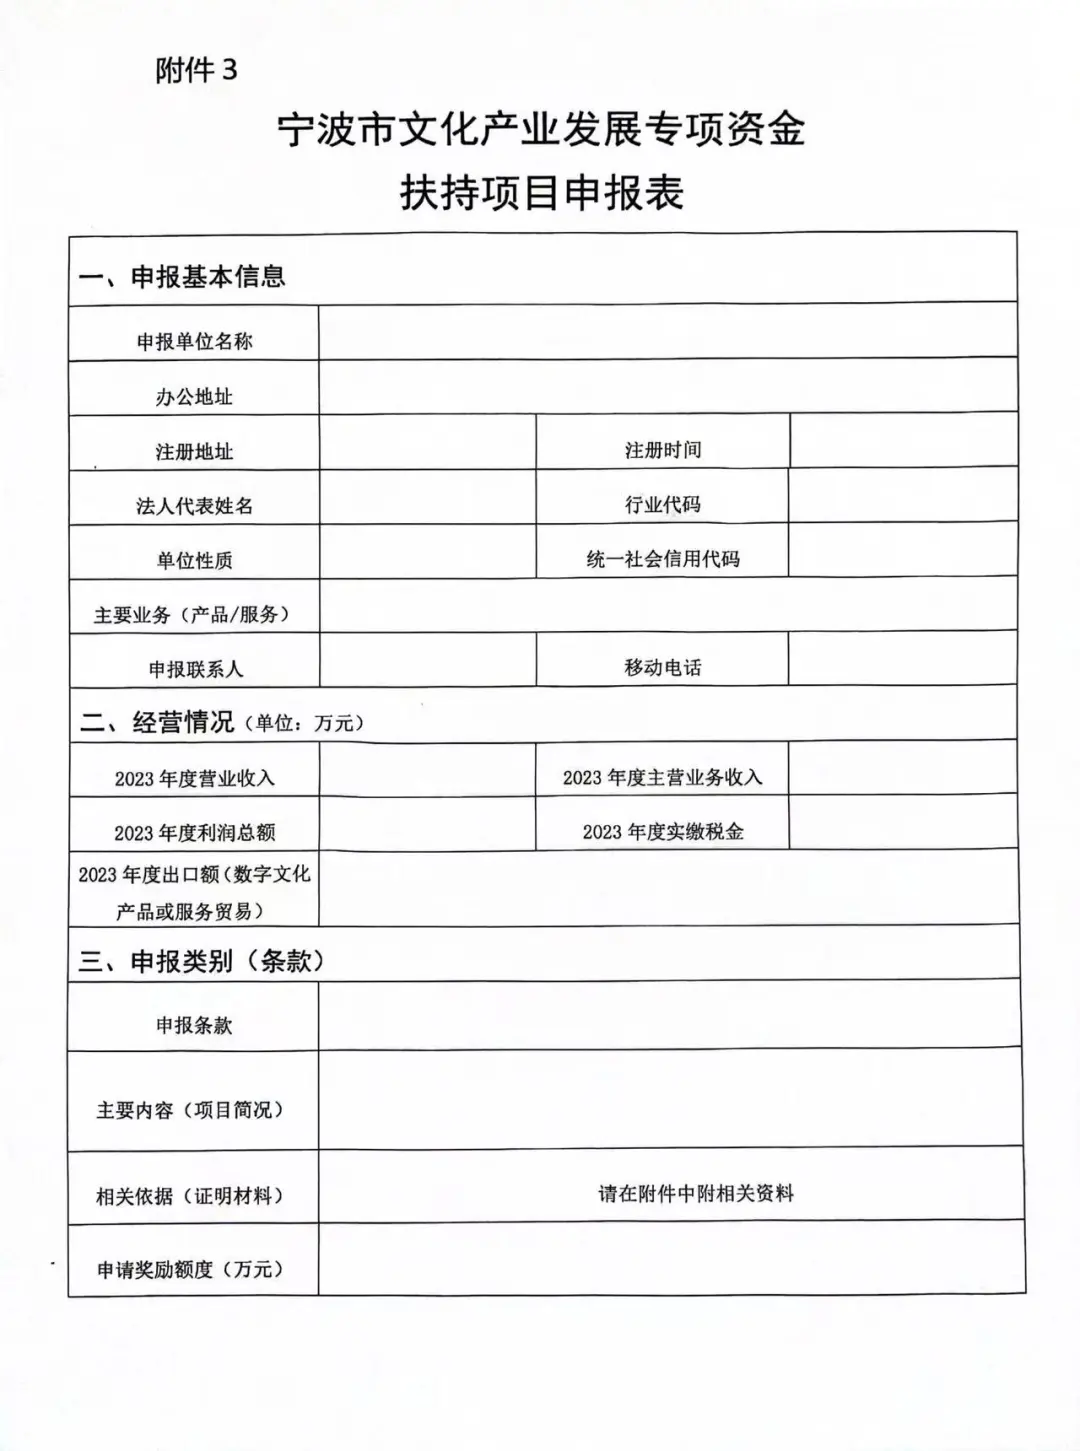 附件 3
宁波市文化产业发展专项资金
扶持项目申报表
一、申报基本信息
申报单位名称
办公地址
注册地址 注册时间
法人代表姓名 行业代码
单位性质 统一社会信用代码
主要业务（产品/服务）
申报联系人 移动电话
二、经营情况（单位：万元）
2023 年度营业收入 2023 年度主营业务收入
2023 年度利润总额 2023 年度实缴税金
2023 年度出口额（数字文化
产品或服务贸易）
三、申报类别（条款）
申报条款
主要内容（项目简况）
相关依据（证明材料） 请在附件中附相关资料
申请奖励额度（万元）